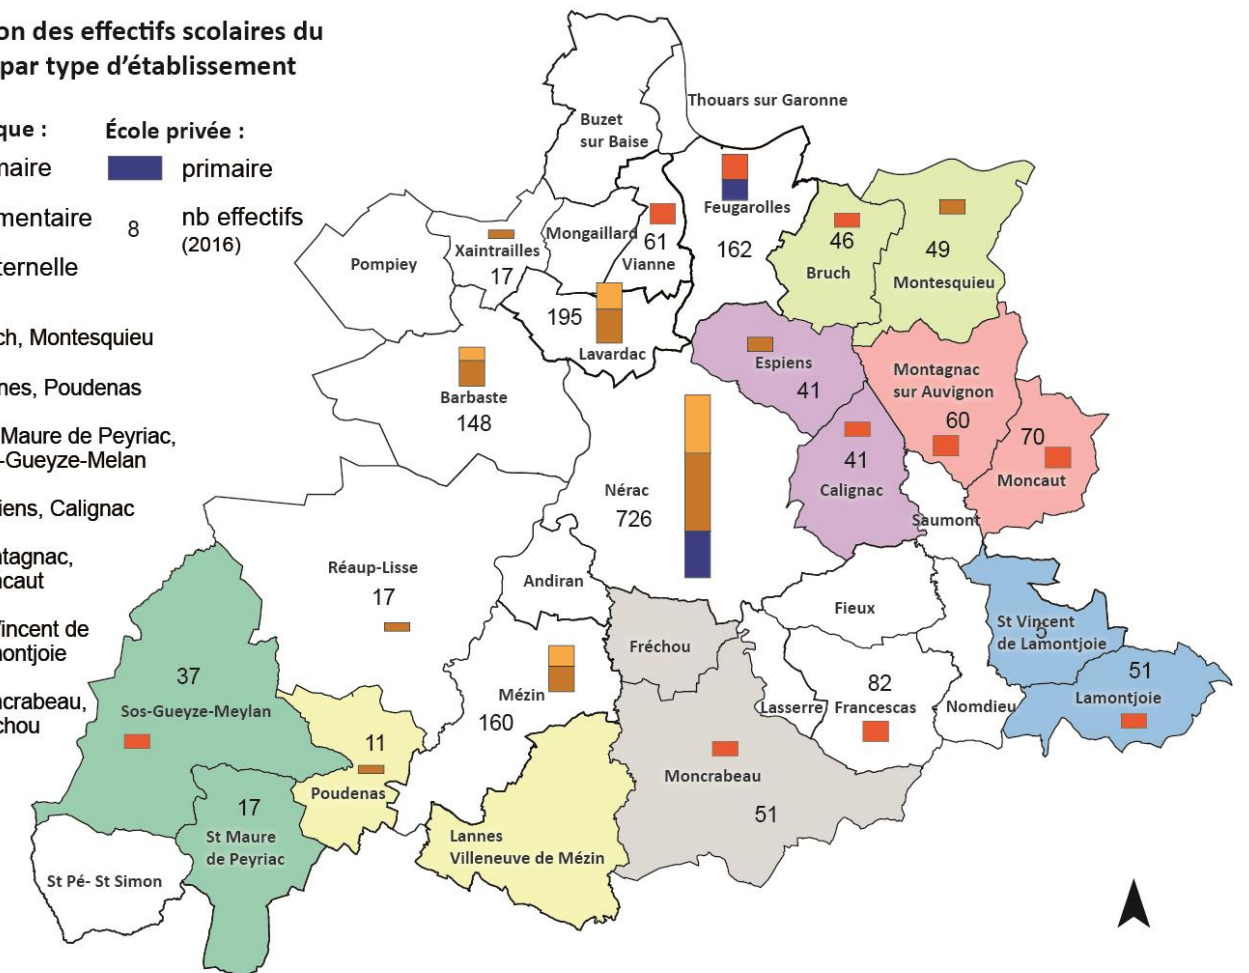 on des effectifs scolaires du
par type d'établissement
que :
École privée :
naire
primaire
mentaire
8
nb effectifs
(2016)
ternelle
ch, Montesquieu
nes, Poudenas
Maure de Peyriac,
-Gueyze-Melan
iens, Calignac
ntagnac,
ncaut
Vincent de
montjoie
ncrabeau,
chou
Thouars sur Garonne
Buzet
sur Baise
Feugarolles
162
Mongaillard
61
Vianne
Xaintrailles
17
Pompiey
46
Bruch
49
Montesquieu
195
Lavardac
Barbaste
148
Espiens
41
Montagnac
sur Auvignon
60
70
Moncaut
41
Calignac
Nérac
726
Saumont
Réaup-Lisse
17
Andiran
Fieux
St Vincent
5
de Lamontjoie
51
Lamontjoie
Fréchou
Mézin
160
82
Lasserre
Francescas
Nomdieu
37
Sos-Gueyze-Meylan
11
Poudenas
Moncrabeau
51
17
St Maure
de Peyriac
Lannes
Villeneuve de Mézin
St Pé- St Simon